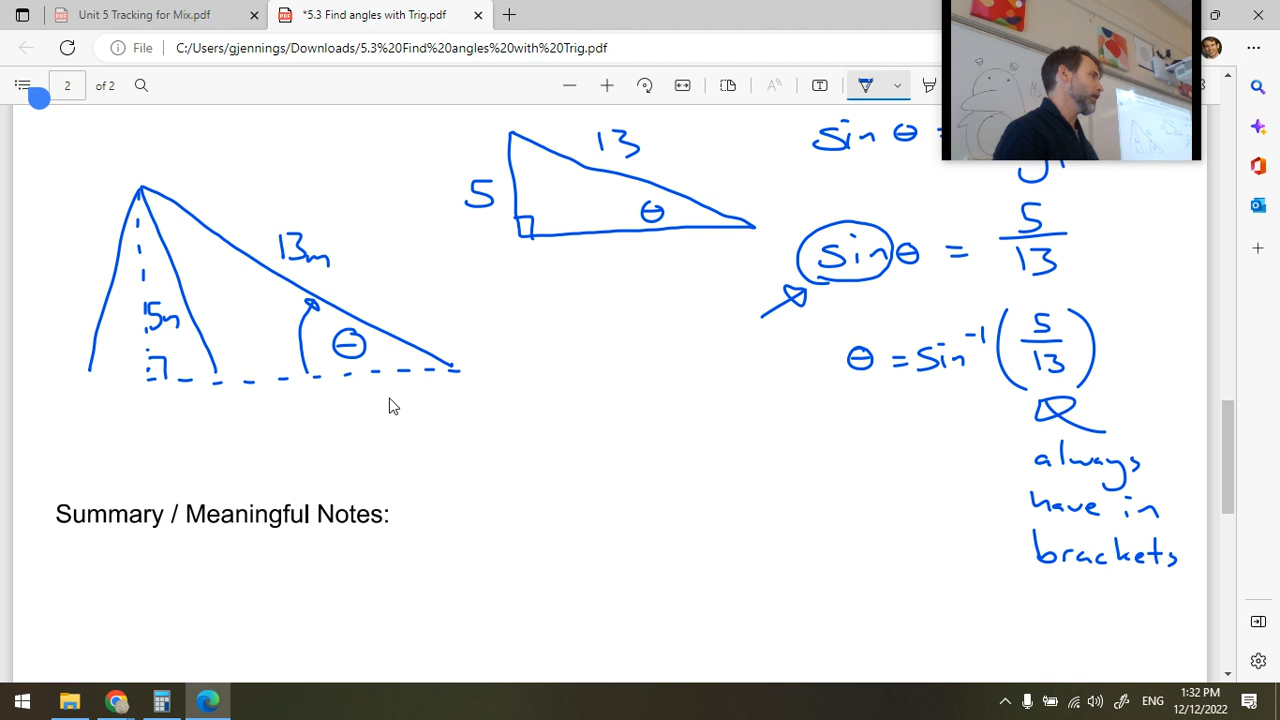 Unit 5 Tracking for Mix.pdf
*5.3 Find angles with Trig.pdf
File
C:/Users/gjennings/Downloads/5.3%20Find%20angles%20with%20Trig.pdf
2 of 2
13
5
θ
sin θ =
13m
5m
θ
sin θ = 5/13
θ = sin⁻¹ (5/13)
always
have in
brackets
Summary / Meaningful Notes:
ENG
1:32 PM
12/12/2022